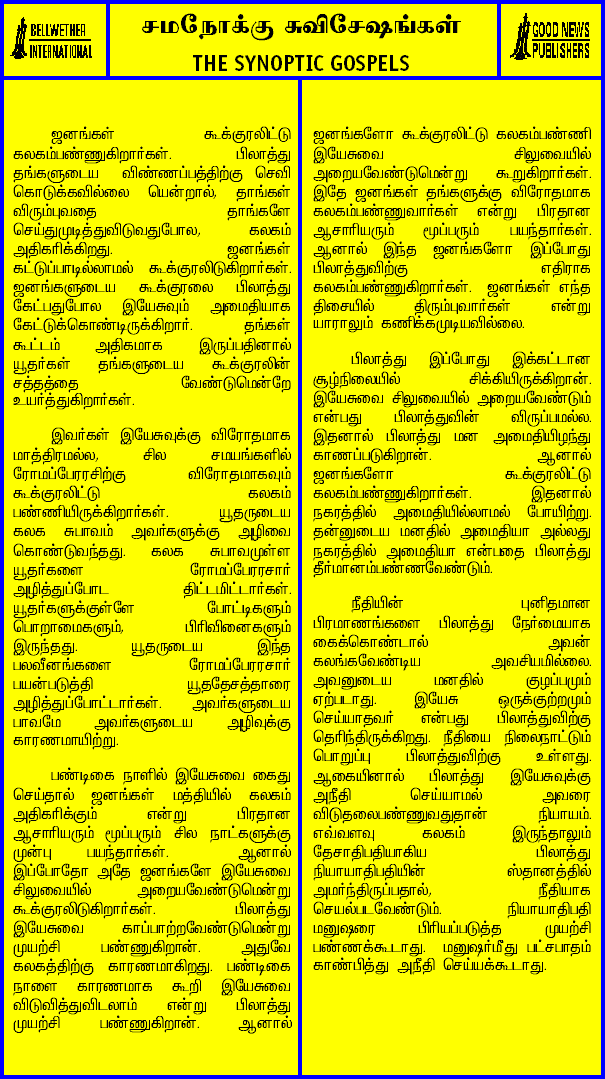 BELLWETHER
INTERNATIONAL
சமநோக்கு சுவிசேஷங்கள்
THE SYNOPTIC GOSPELS
GOOD NEWS
PUBLISHERS
ஜனங்கள் கூக்குரலிட்டு
கலகம்பண்ணுகிறார்கள். பிலாத்து
தங்களுடைய விண்ணப்பத்திற்கு செவி
கொடுக்கவில்லை யென்றால், தாங்கள்
விரும்புவதை தாங்களே
செய்துமுடித்துவிடுவதுபோல, கலகம்
அதிகரிக்கிறது. ஜனங்கள்
கட்டுப்பாடில்லாமல் கூக்குரலிடுகிறார்கள்.
ஜனங்களுடைய கூக்குரலை பிலாத்து
கேட்பதுபோல இயேசுவும் அமைதியாக
கேட்டுக்கொண்டிருக்கிறார். தங்கள்
கூட்டம் அதிகமாக இருப்பதினால்
யூதர்கள் தங்களுடைய கூக்குரலின்
சத்தத்தை வேண்டுமென்றே
உயர்த்துகிறார்கள்.
இவர்கள் இயேசுவுக்கு விரோதமாக
மாத்திரமல்ல, சில சமயங்களில்
ரோமப்பேரரசிற்கு விரோதமாகவும்
கூக்குரலிட்டு கலகம்
பண்ணியிருக்கிறார்கள். யூதருடைய
கலக சுபாவம் அவர்களுக்கு அழிவை
கொண்டுவந்தது. கலக சுபாவமுள்ள
யூதர்களை ரோமப்பேரரசார்
அழித்துப்போட திட்டமிட்டார்கள்.
யூதர்களுக்குள்ளே போட்டிகளும்
பொறாமைகளும், பிரிவினைகளும்
இருந்தது. யூதருடைய இந்த
பலவீனங்களை ரோமப்பேரரசார்
பயன்படுத்தி யூததேசத்தாரை
அழித்துப்போட்டார்கள். அவர்களுடைய
பாவமே அவர்களுடைய அழிவுக்கு
காரணமாயிற்று.
பண்டிகை நாளில் இயேசுவை கைது
செய்தால் ஜனங்கள் மத்தியில் கலகம்
அதிகரிக்கும் என்று பிரதான
ஆசாரியரும் மூப்பரும் சில நாட்களுக்கு
முன்பு பயந்தார்கள். ஆனால்
இப்போதோ அதே ஜனங்களே இயேசுவை
சிலுவையில் அறையவேண்டுமென்று
கூக்குரலிடுகிறார்கள். பிலாத்து
இயேசுவை காப்பாற்றவேண்டுமென்று
முயற்சி பண்ணுகிறான். அதுவே
கலகத்திற்கு காரணமாகிறது. பண்டிகை
நாளை காரணமாக கூறி இயேசுவை
விடுவித்துவிடலாம் என்று பிலாத்து
முயற்சி பண்ணுகிறான். ஆனால்
ஜனங்களோ கூக்குரலிட்டு கலகம்பண்ணி
இயேசுவை சிலுவையில்
அறையவேண்டுமென்று கூறுகிறார்கள்.
இதே ஜனங்கள் தங்களுக்கு விரோதமாக
கலகம்பண்ணுவார்கள் என்று பிரதான
ஆசாரியரும் மூப்பரும் பயந்தார்கள்.
ஆனால் இந்த ஜனங்களோ இப்போது
பிலாத்துவிற்கு எதிராக
கலகம்பண்ணுகிறார்கள். ஜனங்கள் எந்த
திசையில் திரும்புவார்கள் என்று
யாராலும் கணிக்கமுடியவில்லை.
பிலாத்து இப்போது இக்கட்டான
சூழ்நிலையில் சிக்கியிருக்கிறான்.
இயேசுவை சிலுவையில் அறையவேண்டும்
என்பது பிலாத்துவின் விருப்பமல்ல.
இதனால் பிலாத்து மன அமைதியிழந்து
காணப்படுகிறான். ஆனால்
ஜனங்களோ கூக்குரலிட்டு
கலகம்பண்ணுகிறார்கள். இதனால்
நகரத்தில் அமைதியில்லாமல் போயிற்று.
தன்னுடைய மனதில் அமைதியா அல்லது
நகரத்தில் அமைதியா என்பதை பிலாத்து
தீர்மானம்பண்ணவேண்டும்.
நீதியின் புனிதமான
பிரமாணங்களை பிலாத்து நேர்மையாக
கைக்கொண்டால் அவன்
கலங்கவேண்டிய அவசியமில்லை.
அவனுடைய மனதில் குழப்பமும்
ஏற்படாது. இயேசு ஒருக்குற்றமும்
செய்யாதவர் என்பது பிலாத்துவிற்கு
தெரிந்திருக்கிறது. நீதியை நிலைநாட்டும்
பொறுப்பு பிலாத்துவிற்கு உள்ளது.
ஆகையினால் பிலாத்து இயேசுவுக்கு
அநீதி செய்யாமல் அவரை
விடுதலைபண்ணுவதுதான் நியாயம்.
எவ்வளவு கலகம் இருந்தாலும்
தேசாதிபதியாகிய பிலாத்து
நியாயாதிபதியின் ஸ்தானத்தில்
அமர்ந்திருப்பதால், நீதியாக
செயல்படவேண்டும். நியாயாதிபதி
மனுஷரை பிரியப்படுத்த முயற்சி
பண்ணக்கூடாது. மனுஷர்மீது பட்சபாதம்
காண்பித்து அநீதி செய்யக்கூடாது.